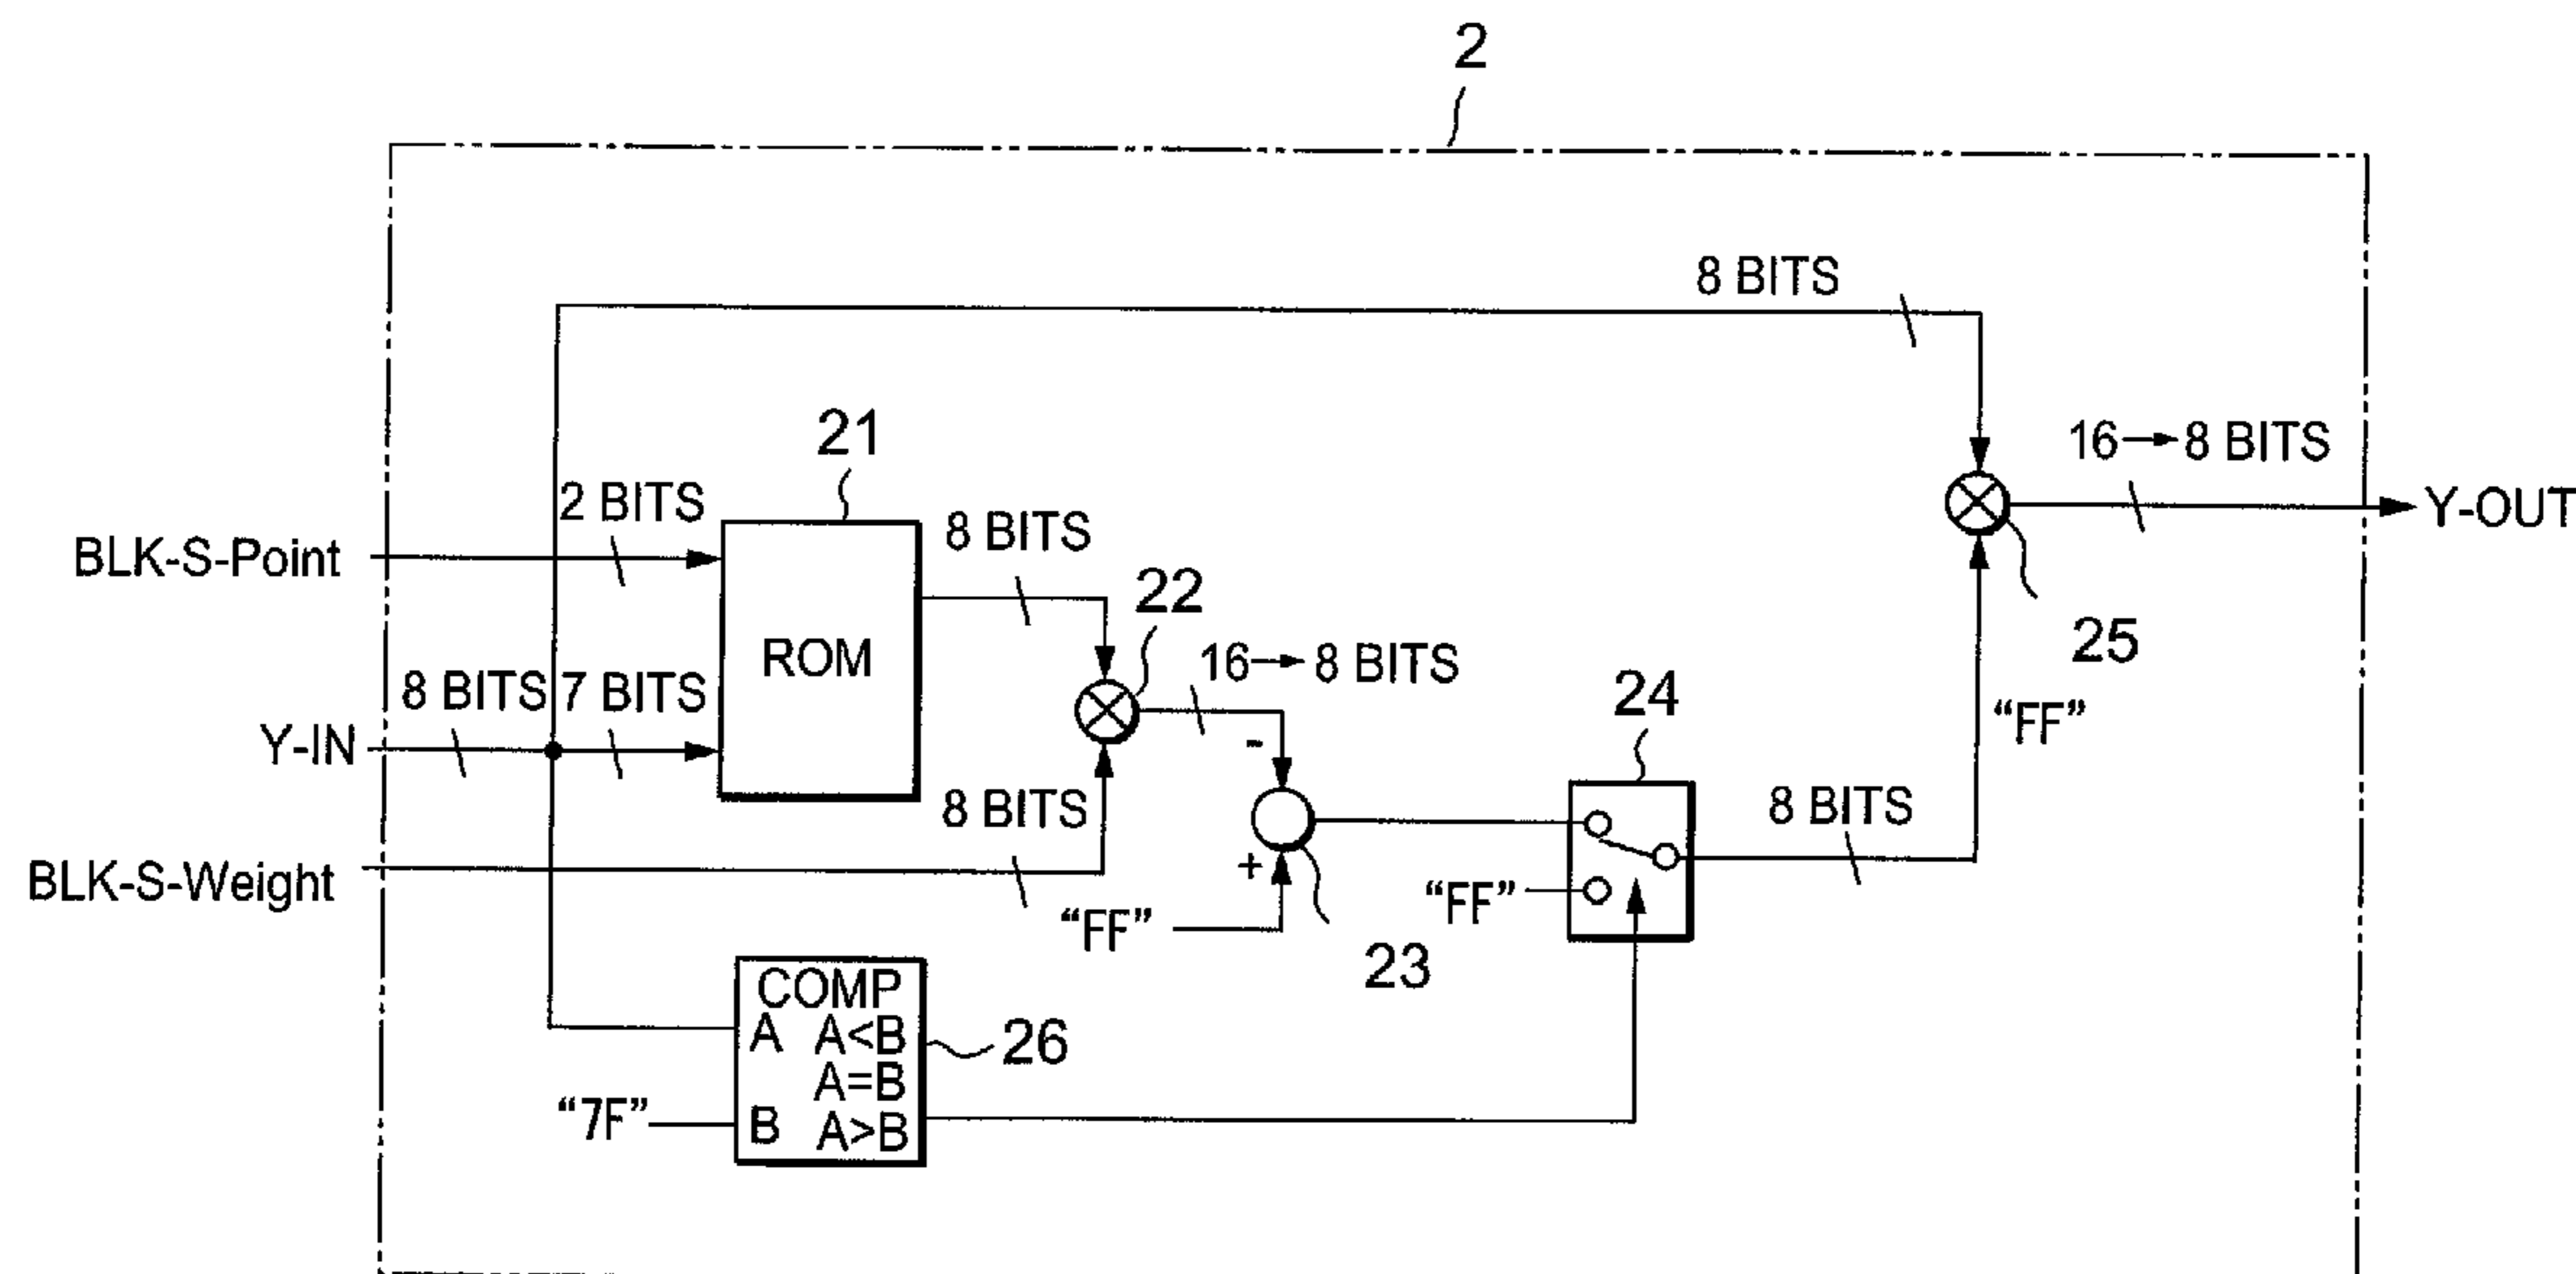 2
8 BITS
21
16→8 BITS
2 BITS
8 BITS
Y-OUT
BLK-S-Point
22
25
ROM
16→8 BITS
24
8 BITS
7 BITS
"FF"
Y-IN
-
8 BITS
8 BITS
+
BLK-S-Weight
"FF"
"FF"
23
COMP
A A<B
26
A=B
"7F"
B A>B